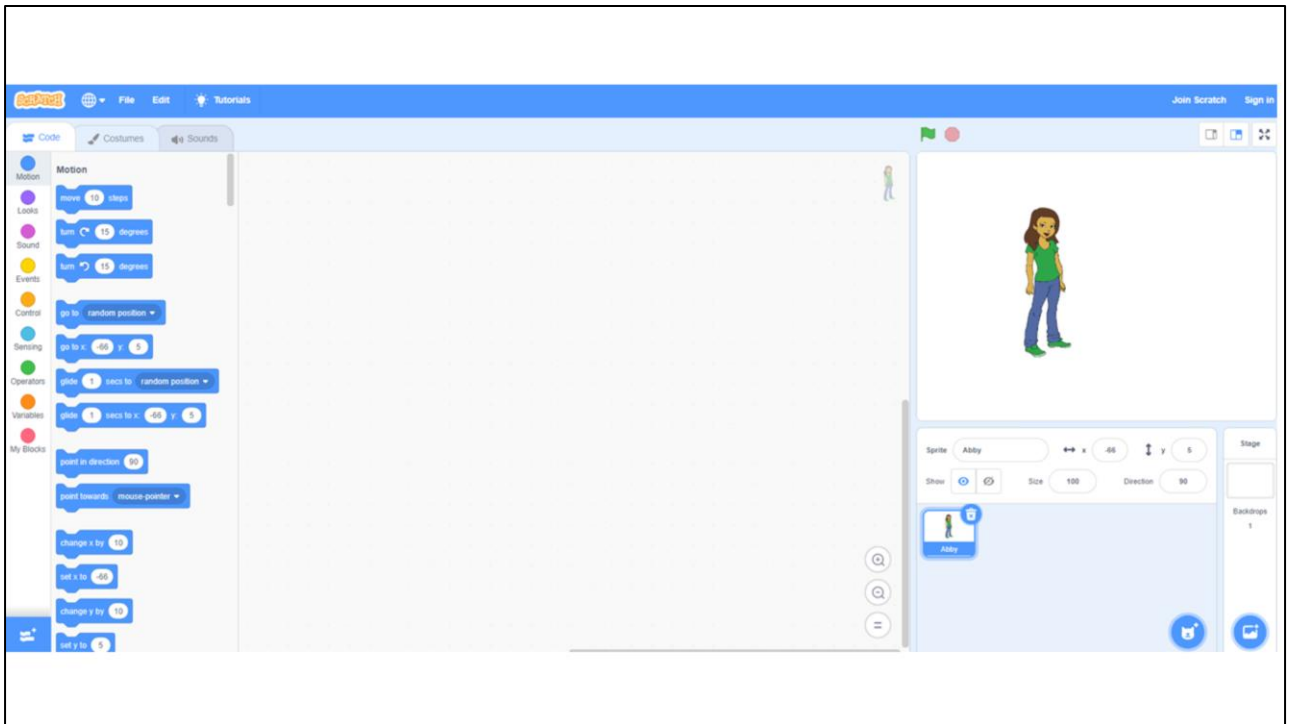 SCRATCH File Edit Tutorials Join Scratch Sign in
Code Costumes Sounds
Motion
Looks
Sound
Events
Control
Sensing
Operators
Variables
My Blocks
Motion
move 10 steps
turn 15 degrees
turn 15 degrees
go to random position
go to x: -66 y: 5
glide 1 secs to random position
glide 1 secs to x: -66 y: 5
point in direction 90
point towards mouse-pointer
change x by 10
set x to -66
change y by 10
set y to 5
Sprite Abby x -66 y 5
Show Size 100 Direction 90
Abby
Stage
Backdrops
1